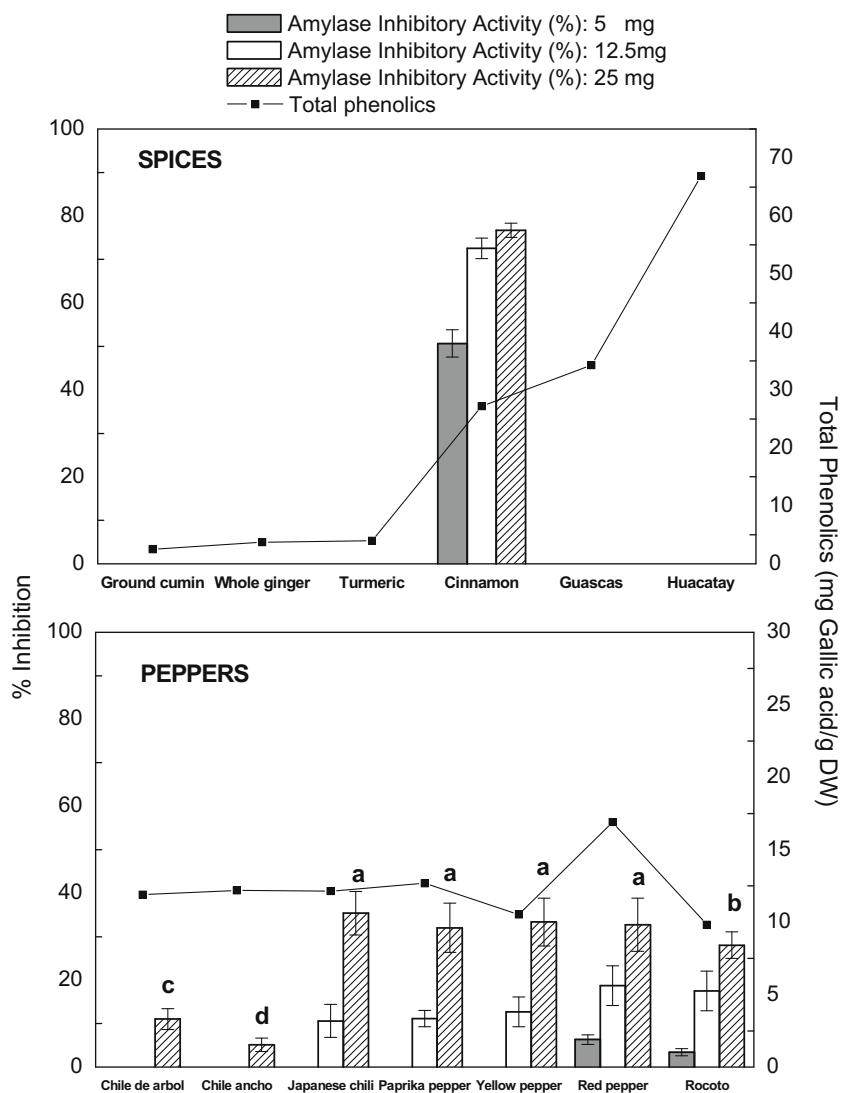 Amylase Inhibitory Activity (%): 5 mg
Amylase Inhibitory Activity (%): 12.5mg
Amylase Inhibitory Activity (%): 25 mg
Total phenolics
100
80
60
40
20
0
SPICES
70
60
50
40
30
20
10
0
Ground cumin Whole ginger Turmeric Cinnamon Guascas Huacatay
% Inhibition
Total Phenolics (mg Gallic acid/g DW)
100
80
60
40
20
0
PEPPERS
30
25
20
15
10
5
0
c d a a a a b
Chile de arbol Chile ancho Japanese chili Paprika pepper Yellow pepper Red pepper Rocoto